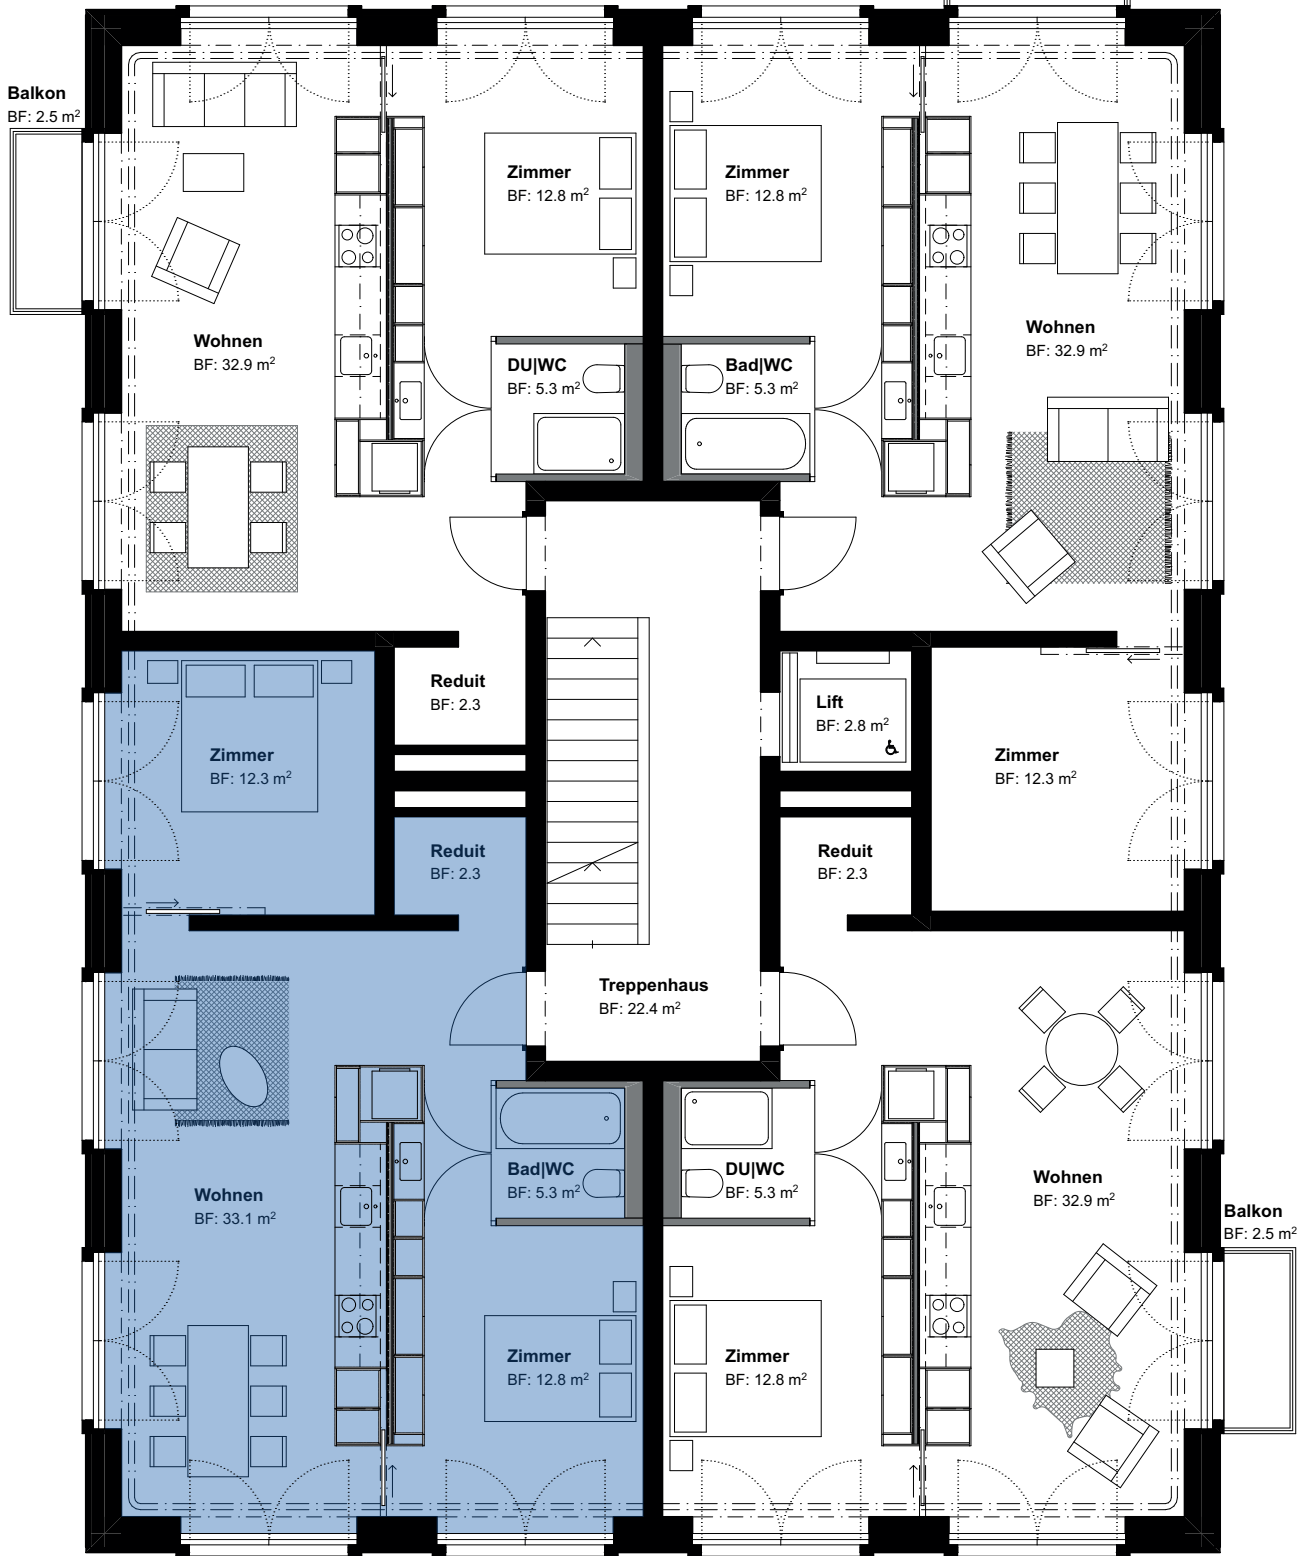 Balkon
BF: 2.5 m²
Zimmer
BF: 12.8 m²
Zimmer
BF: 12.8 m²
Wohnen
BF: 32.9 m²
Wohnen
BF: 32.9 m²
DU|WC
BF: 5.3 m²
Bad|WC
BF: 5.3 m²
Reduit
BF: 2.3
Lift
BF: 2.8 m²
Zimmer
BF: 12.3 m²
Zimmer
BF: 12.3 m²
Reduit
BF: 2.3
Reduit
BF: 2.3
Treppenhaus
BF: 22.4 m²
Wohnen
BF: 33.1 m²
Bad|WC
BF: 5.3 m²
DU|WC
BF: 5.3 m²
Wohnen
BF: 32.9 m²
Balkon
BF: 2.5 m²
Zimmer
BF: 12.8 m²
Zimmer
BF: 12.8 m²